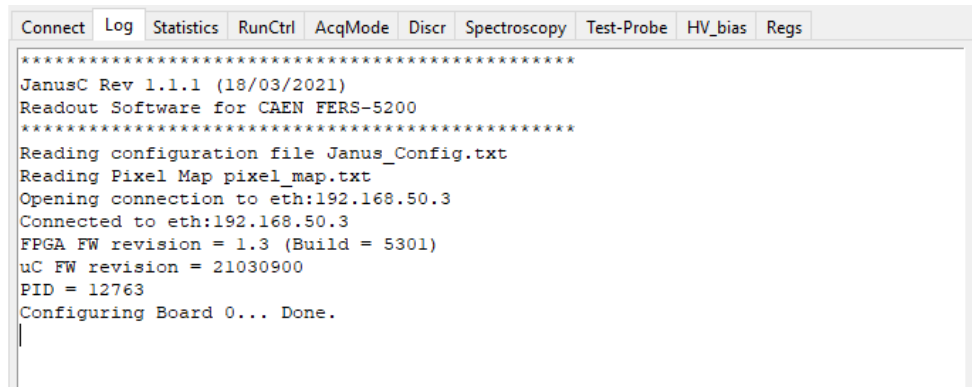 Connect Log Statistics RunCtrl AcqMode Discr Spectroscopy Test-Probe HV_bias Regs
*************************************************
JanusC Rev 1.1.1 (18/03/2021)
Readout Software for CAEN FERS-5200
*************************************************
Reading configuration file Janus_Config.txt
Reading Pixel Map pixel_map.txt
Opening connection to eth:192.168.50.3
Connected to eth:192.168.50.3
FPGA FW revision = 1.3 (Build = 5301)
uC FW revision = 21030900
PID = 12763
Configuring Board 0... Done.